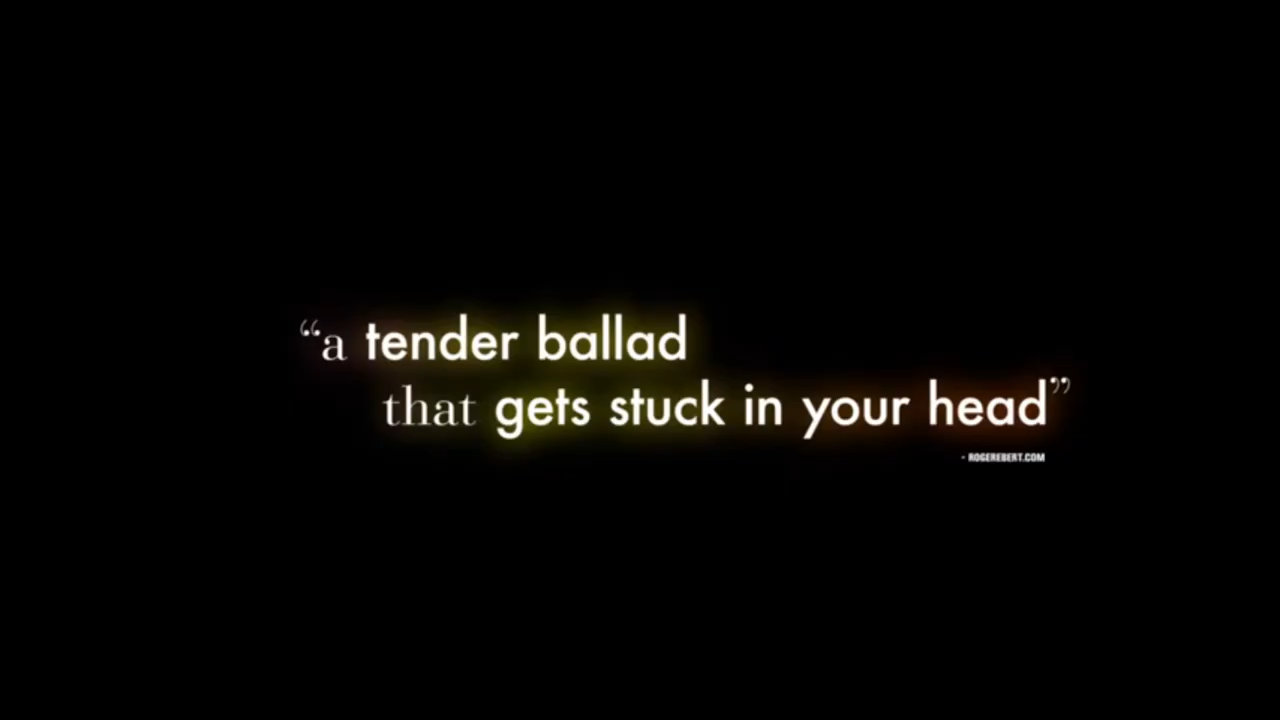 “a tender ballad
that gets stuck in your head”
- ROGEREBERT.COM